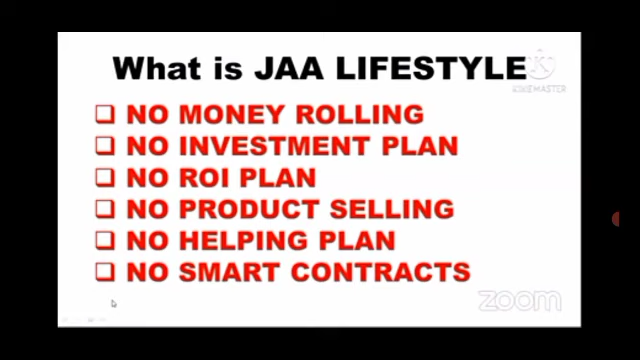 What is JAA LIFESTYLE
KINEMASTER
NO MONEY ROLLING
NO INVESTMENT PLAN
NO ROI PLAN
NO PRODUCT SELLING
NO HELPING PLAN
NO SMART CONTRACTS
zoom